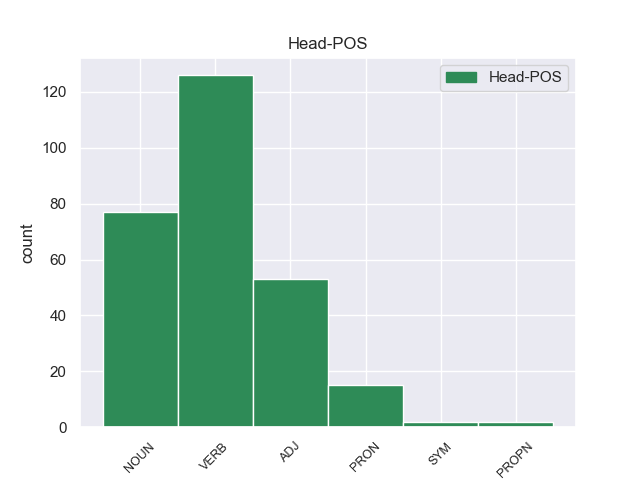 Head-POS
Head-POS
120
100
80
60
40
20
0
count
NOUN
VERB
ADJ
PRON
SYM
PROPN